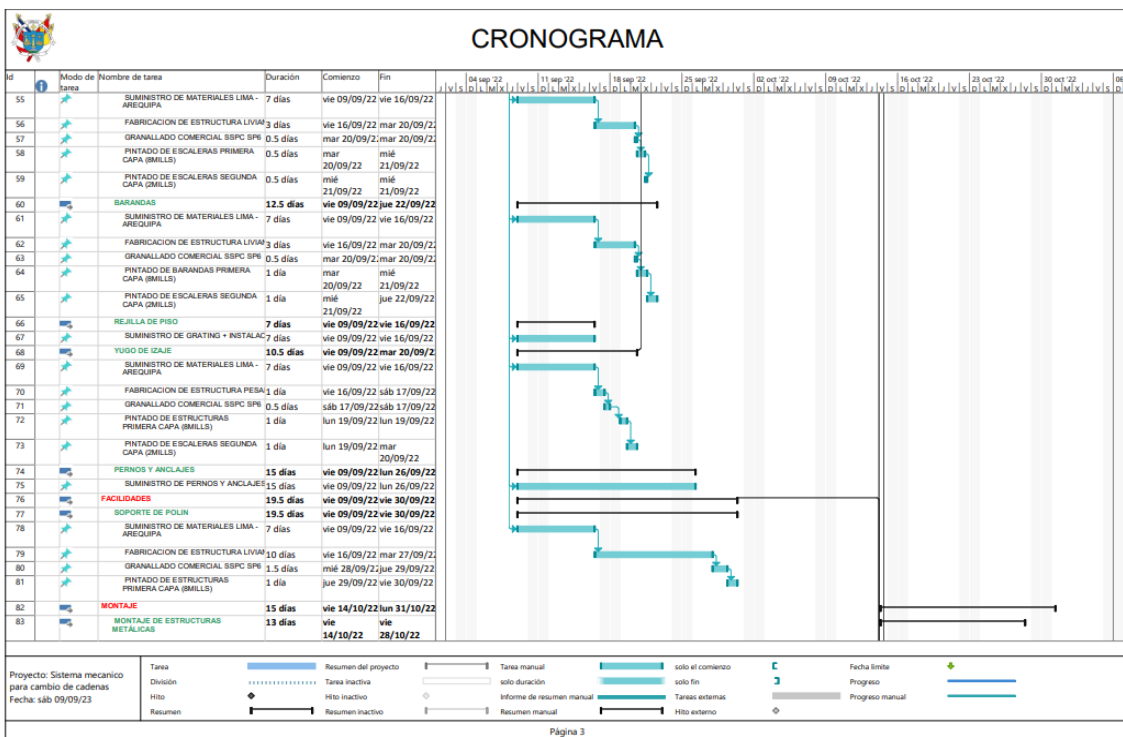 CRONOGRAMA
Id Modo de tarea Nombre de tarea Duración Comienzo Fin
04 sep '22 11 sep '22 18 sep '22 25 sep '22 02 oct '22 09 oct '22 16 oct '22 23 oct '22 30 oct '22
J V S D L M X J V S D L M X J V S D L M X J V S D L M X J V S D L M X J V S D L M X J V S D L M X J V S D L M X J V S D L M X J V S D
55 SUMINISTRO DE MATERIALES LIMA - AREQUIPA 7 días vie 09/09/22 vie 16/09/22
56 FABRICACION DE ESTRUCTURA LIVIAN 3 días vie 16/09/22 mar 20/09/22
57 GRANALLADO COMERCIAL SSPC SP6 0.5 días mar 20/09/22 mar 20/09/22
58 PINTADO DE ESCALERAS PRIMERA CAPA (8MILLS) 0.5 días mar 20/09/22 mié 21/09/22
59 PINTADO DE ESCALERAS SEGUNDA CAPA (2MILLS) 0.5 días mié 21/09/22 mié 21/09/22
60 BARANDAS 12.5 días vie 09/09/22 jue 22/09/22
61 SUMINISTRO DE MATERIALES LIMA - AREQUIPA 7 días vie 09/09/22 vie 16/09/22
62 FABRICACION DE ESTRUCTURA LIVIAN 3 días vie 16/09/22 mar 20/09/22
63 GRANALLADO COMERCIAL SSPC SP6 0.5 días mar 20/09/22 mar 20/09/22
64 PINTADO DE BARANDAS PRIMERA CAPA (8MILLS) 1 día mar 20/09/22 mié 21/09/22
65 PINTADO DE ESCALERAS SEGUNDA CAPA (2MILLS) 1 día mié 21/09/22 jue 22/09/22
66 REJILLA DE PISO 7 días vie 09/09/22 vie 16/09/22
67 SUMINISTRO DE GRATING + INSTALAC 7 días vie 09/09/22 vie 16/09/22
68 YUGO DE IZAJE 10.5 días vie 09/09/22 mar 20/09/2
69 SUMINISTRO DE MATERIALES LIMA - AREQUIPA 7 días vie 09/09/22 vie 16/09/22
70 FABRICACION DE ESTRUCTURA PESA 1 día vie 16/09/22 sáb 17/09/22
71 GRANALLADO COMERCIAL SSPC SP6 0.5 días sáb 17/09/22 sáb 17/09/22
72 PINTADO DE ESTRUCTURAS PRIMERA CAPA (8MILLS) 1 día lun 19/09/22 lun 19/09/22
73 PINTADO DE ESCALERAS SEGUNDA CAPA (2MILLS) 1 día lun 19/09/22 mar 20/09/22
74 PERNOS Y ANCLAJES 15 días vie 09/09/22 lun 26/09/22
75 SUMINISTRO DE PERNOS Y ANCLAJES 15 días vie 09/09/22 lun 26/09/22
76 FACILIDADES 19.5 días vie 09/09/22 vie 30/09/22
77 SOPORTE DE POLIN 19.5 días vie 09/09/22 vie 30/09/22
78 SUMINISTRO DE MATERIALES LIMA - AREQUIPA 7 días vie 09/09/22 vie 16/09/22
79 FABRICACION DE ESTRUCTURA LIVIAN 10 días vie 16/09/22 mar 27/09/22
80 GRANALLADO COMERCIAL SSPC SP6 1.5 días mié 28/09/22 jue 29/09/22
81 PINTADO DE ESTRUCTURAS PRIMERA CAPA (8MILLS) 1 día jue 29/09/22 vie 30/09/22
82 MONTAJE 15 días vie 14/10/22 lun 31/10/22
83 MONTAJE DE ESTRUCTURAS METÁLICAS 13 días vie 14/10/22 vie 28/10/22
Proyecto: Sistema mecanico para cambio de cadenas
Fecha: sáb 09/09/23
Tarea Resumen del proyecto Tarea manual solo el comienzo Fecha límite
División Tarea inactiva solo duración solo fin Progreso
Hito Hito inactivo Informe de resumen manual Tareas externas Progreso manual
Resumen Resumen inactivo Resumen manual Hito externo
Página 3